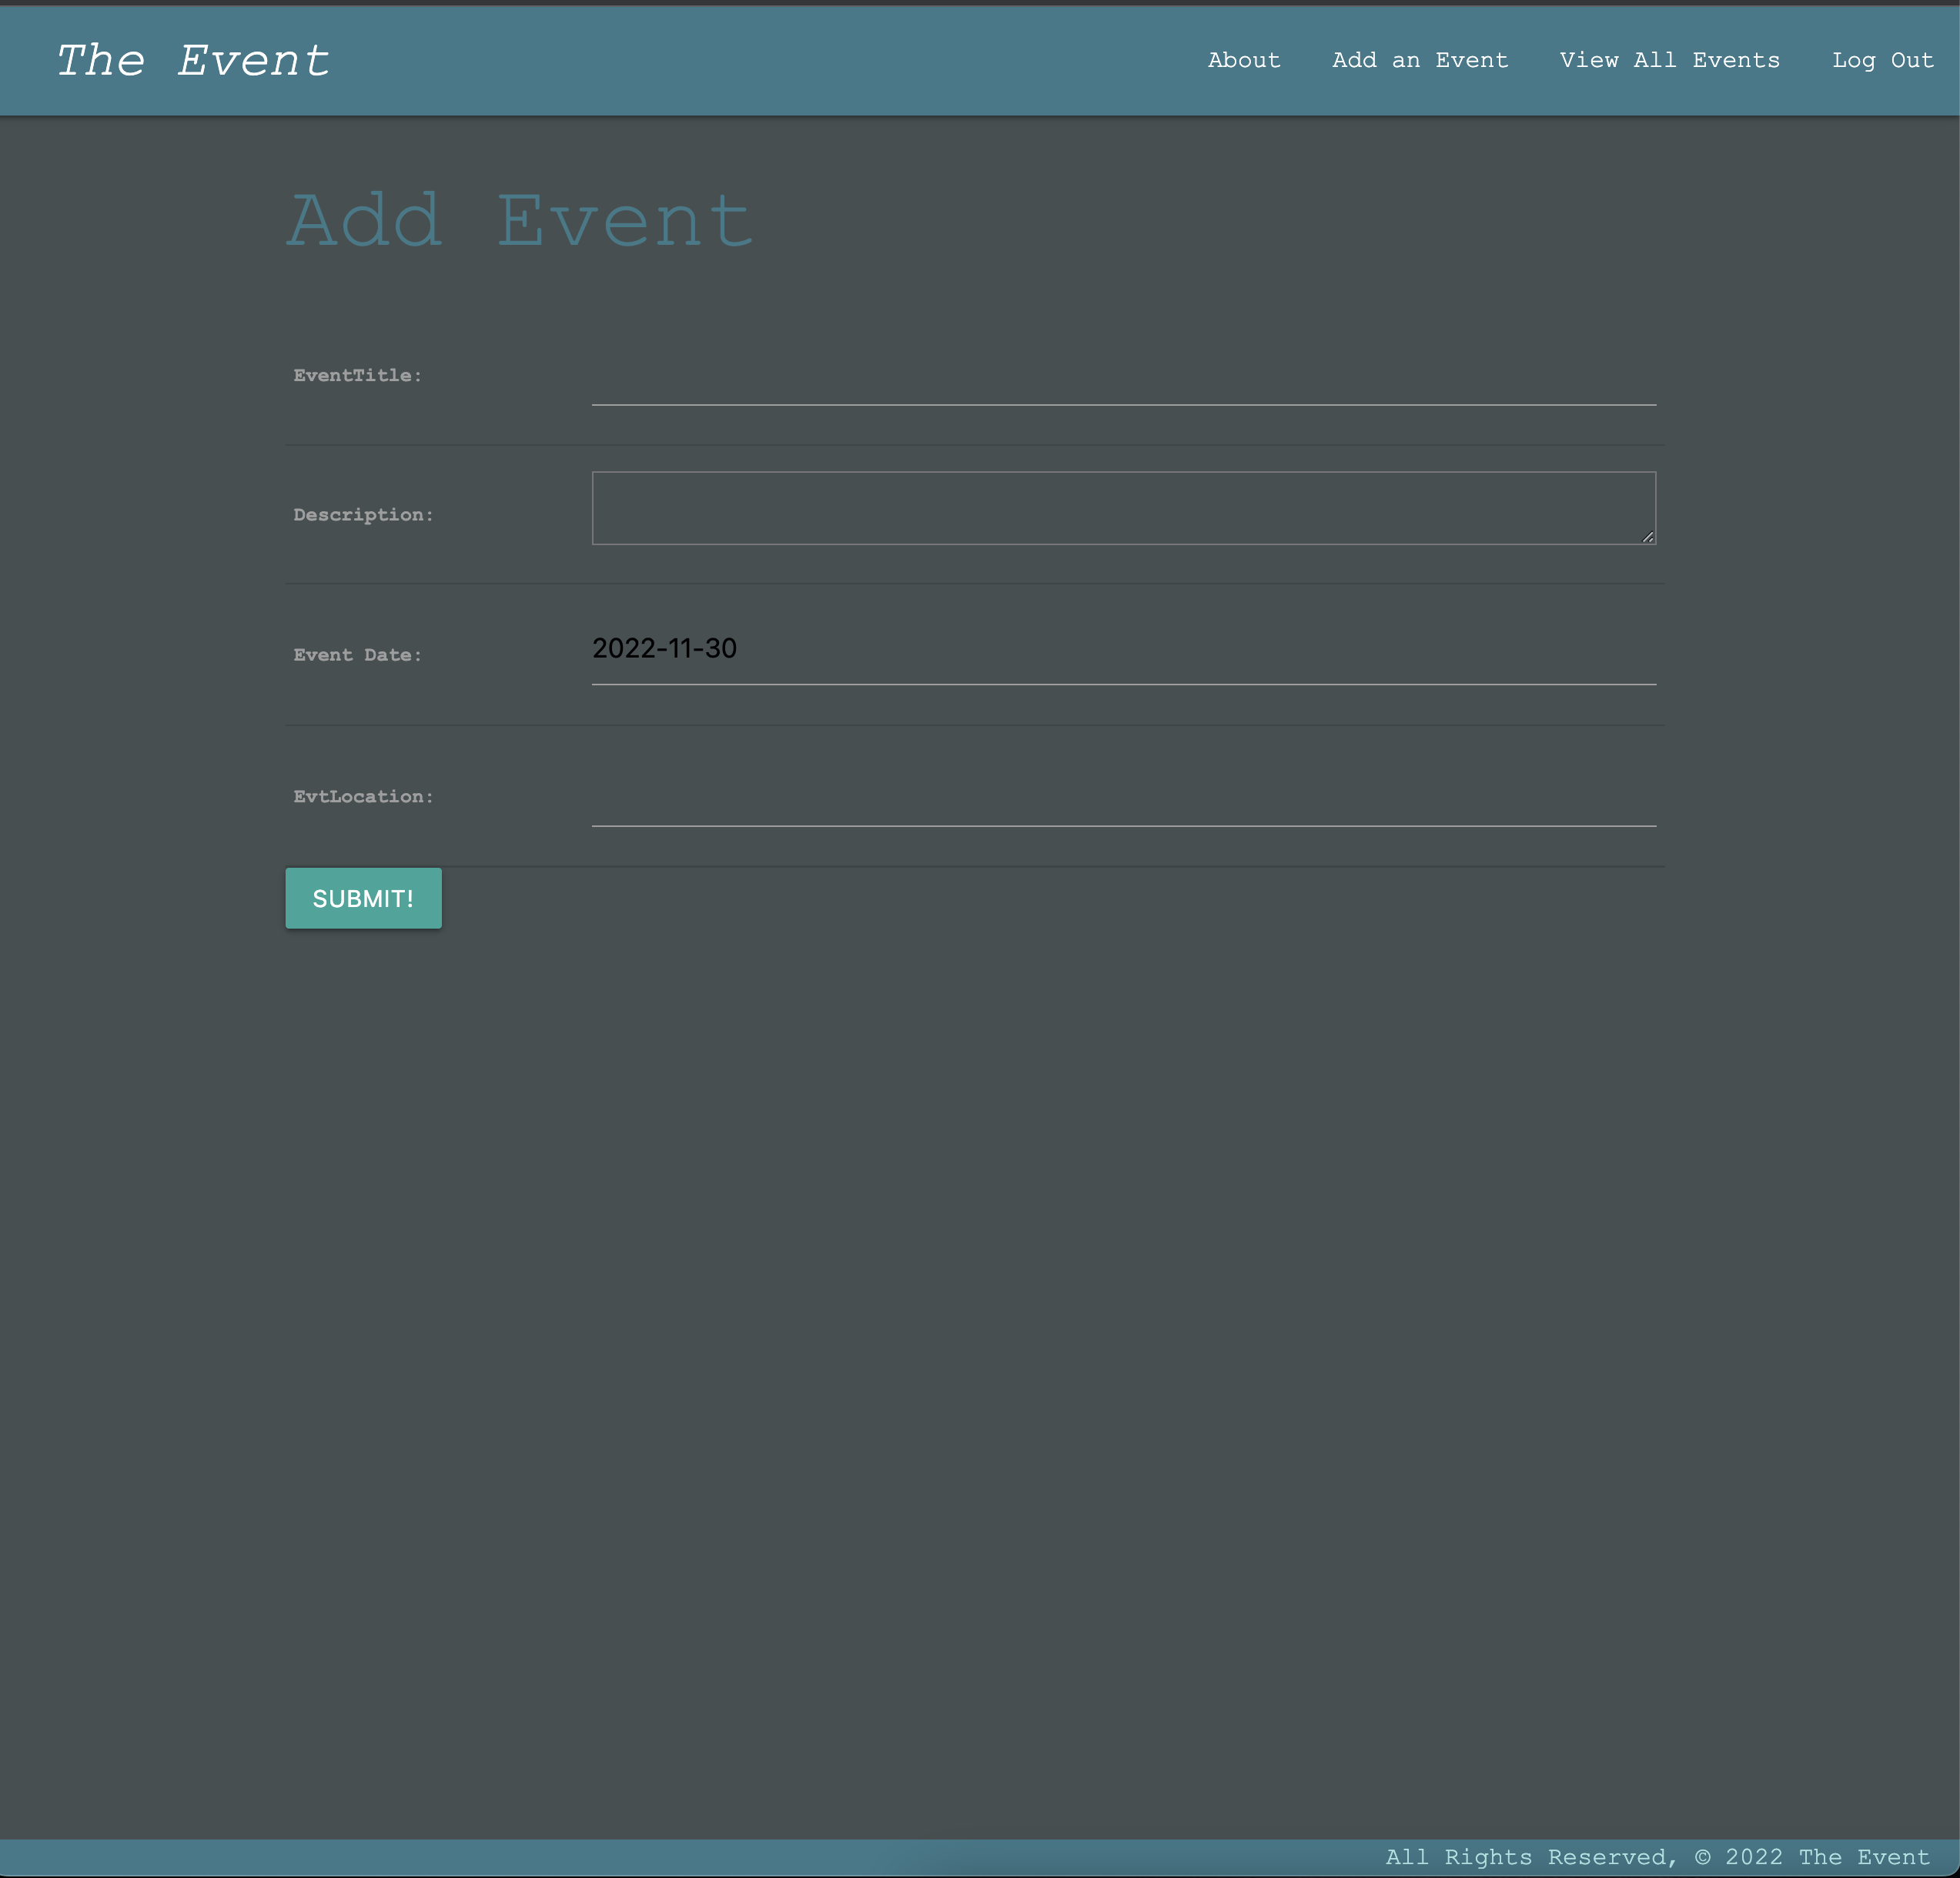 The Event
About Add an Event View All Events Log Out
Add Event
EventTitle:
Description:
Event Date: 2022-11-30
EvtLocation:
SUBMIT!
All Rights Reserved, © 2022 The Event